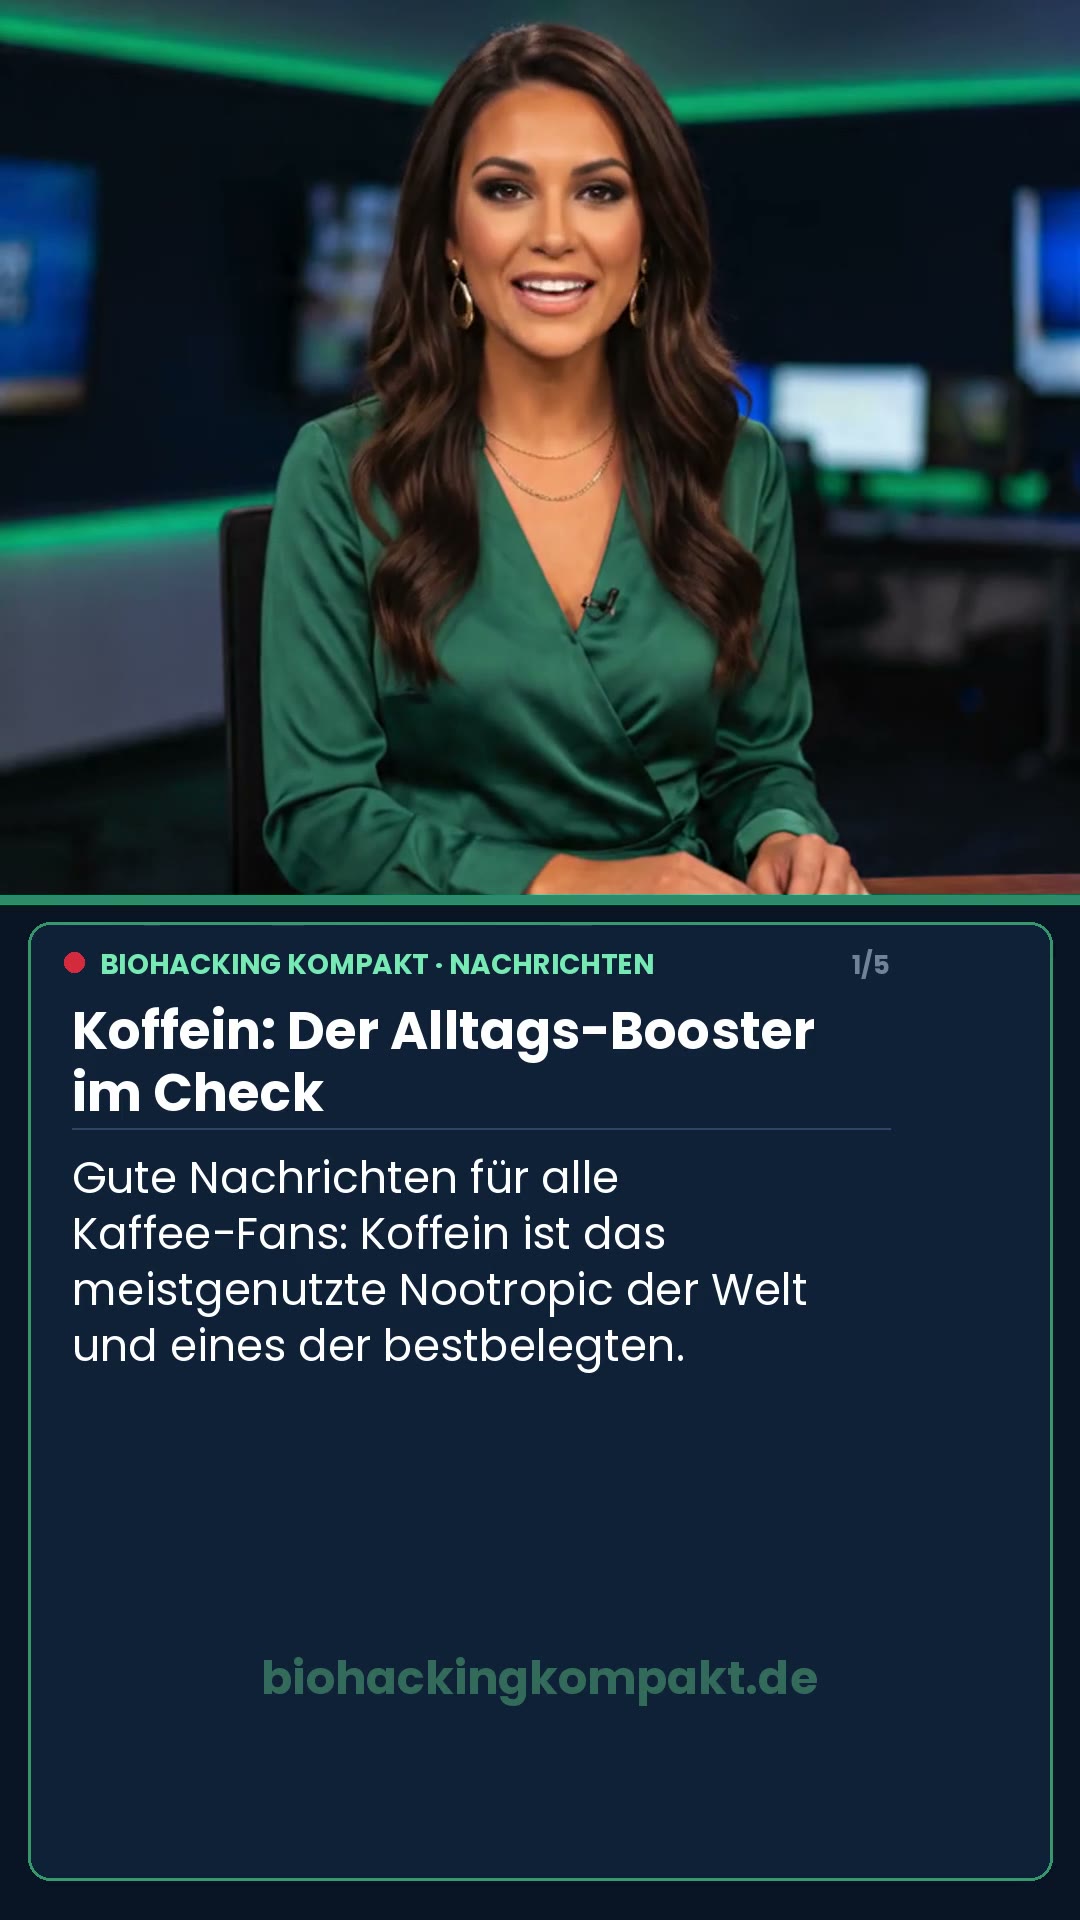 BIOHACKING KOMPAKT · NACHRICHTEN
1/5
Koffein: Der Alltags-Booster
im Check
Gute Nachrichten für alle
Kaffee-Fans: Koffein ist das
meistgenutzte Nootropic der Welt
und eines der bestbelegten.
biohackingkompakt.de